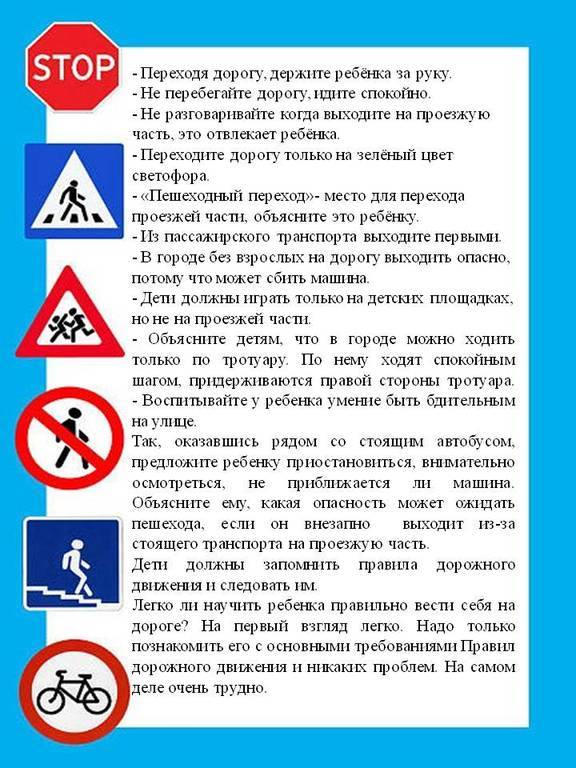 STOP
- Переходя дорогу, держите ребёнка за руку.
- Не перебегайте дорогу, идите спокойно.
- Не разговаривайте когда выходите на проезжую
часть, это отвлекает ребёнка.
- Переходите дорогу только на зелёный цвет
светофора.
- «Пешеходный переход»- место для перехода
проезжей части, объясните это ребёнку.
- Из пассажирского транспорта выходите первыми.
- В городе без взрослых на дорогу выходить опасно,
потому что может сбить машина.
- Дети должны играть только на детских площадках,
но не на проезжей части.
- Объясните детям, что в городе можно ходить
только по тротуару. По нему ходят спокойным
шагом, придерживаются правой стороны тротуара.
- Воспитывайте у ребенка умение быть бдительным
на улице.
Так, оказавшись рядом со стоящим автобусом,
предложите ребенку приостановиться, внимательно
осмотреться, не приближается ли машина.
Объясните ему, какая опасность может ожидать
пешехода, если он внезапно выходит из-за
стоящего транспорта на проезжую часть.
Дети должны запомнить правила дорожного
движения и следовать им.
Легко ли научить ребенка правильно вести себя на
дороге? На первый взгляд легко. Надо только
познакомить его с основными требованиями Правил
дорожного движения и никаких проблем. На самом
деле очень трудно.